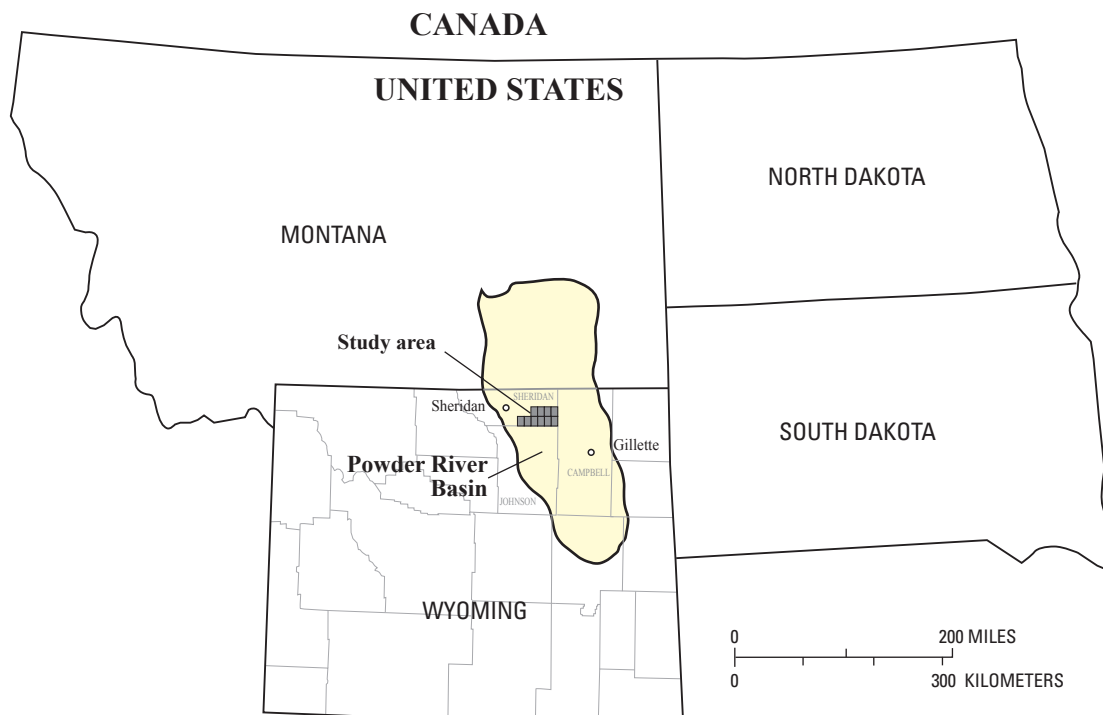 CANADA
UNITED STATES
NORTH DAKOTA
MONTANA
Study area
SHERIDAN
Sheridan
SOUTH DAKOTA
Gillette
Powder River
Basin
CAMPBELL
JOHNSON
WYOMING
0 200 MILES
0 300 KILOMETERS